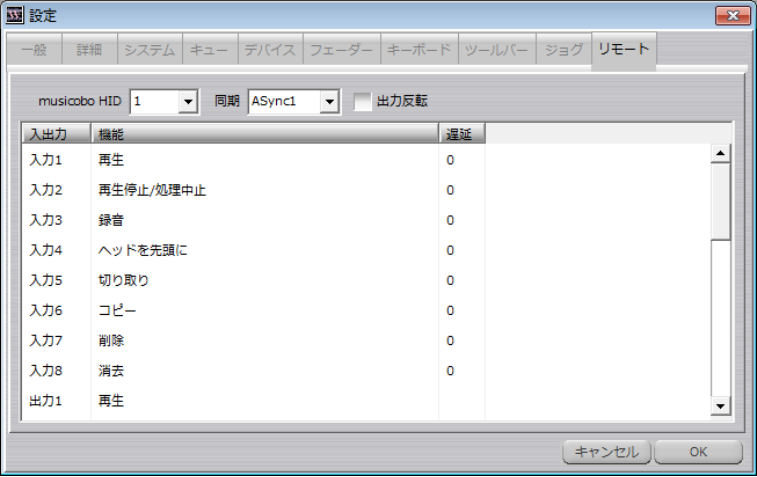 設定
一般 詳細 システム キュー デバイス フェーダー キーボード ツールバー ジョグ リモート
musicobo HID 1 同期 ASync1 出力反転
入出力 機能 遅延
入力1 再生 0
入力2 再生停止/処理中止 0
入力3 録音 0
入力4 ヘッドを先頭に 0
入力5 切り取り 0
入力6 コピー 0
入力7 削除 0
入力8 消去 0
出力1 再生
キャンセル OK